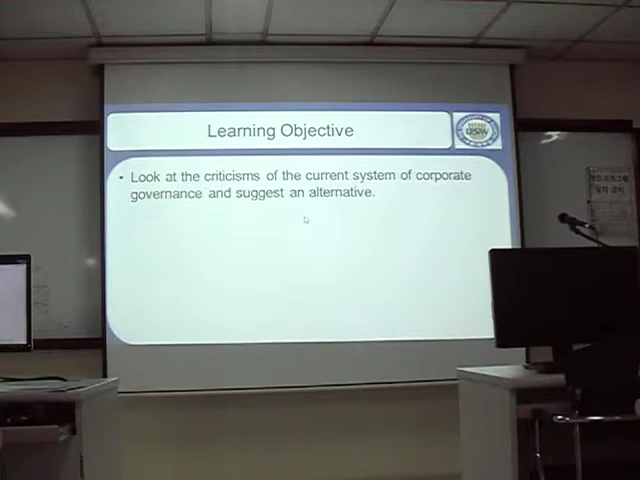 Learning Objective
• Look at the criticisms of the current system of corporate
governance and suggest an alternative.